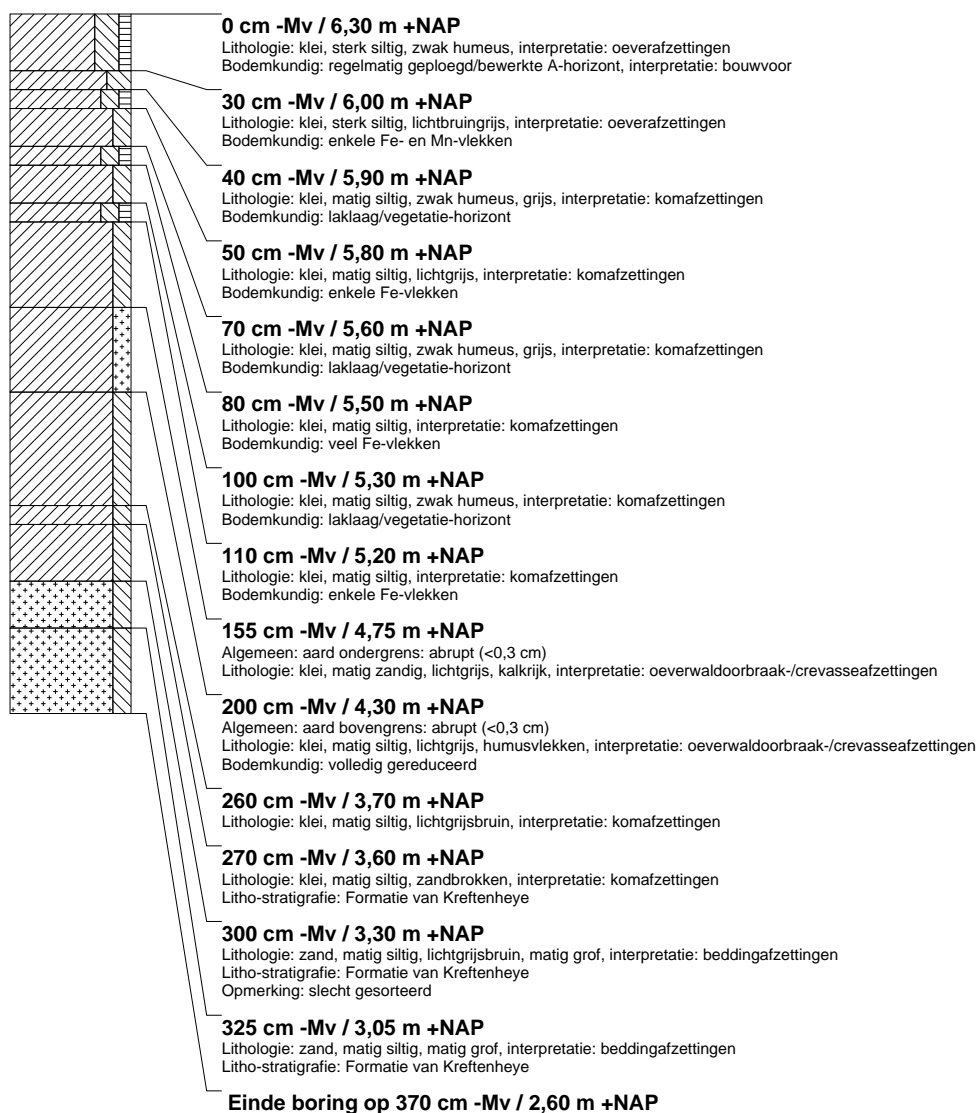 0 cm -Mv / 6,30 m +NAP
Lithologie: klei, sterk siltig, zwak humeus, interpretatie: oeverafzettingen
Bodemkundig: regelmatig geploegd/bewerkte A-horizont, interpretatie: bouwvoor
30 cm -Mv / 6,00 m +NAP
Lithologie: klei, sterk siltig, lichtbruingrijs, interpretatie: oeverafzettingen
Bodemkundig: enkele Fe- en Mn-vlekken
40 cm -Mv / 5,90 m +NAP
Lithologie: klei, matig siltig, zwak humeus, grijs, interpretatie: komafzettingen
Bodemkundig: laklaag/vegetatie-horizont
50 cm -Mv / 5,80 m +NAP
Lithologie: klei, matig siltig, lichtgrijs, interpretatie: komafzettingen
Bodemkundig: enkele Fe-vlekken
70 cm -Mv / 5,60 m +NAP
Lithologie: klei, matig siltig, zwak humeus, grijs, interpretatie: komafzettingen
Bodemkundig: laklaag/vegetatie-horizont
80 cm -Mv / 5,50 m +NAP
Lithologie: klei, matig siltig, interpretatie: komafzettingen
Bodemkundig: veel Fe-vlekken
100 cm -Mv / 5,30 m +NAP
Lithologie: klei, matig siltig, zwak humeus, interpretatie: komafzettingen
Bodemkundig: laklaag/vegetatie-horizont
110 cm -Mv / 5,20 m +NAP
Lithologie: klei, matig siltig, interpretatie: komafzettingen
Bodemkundig: enkele Fe-vlekken
155 cm -Mv / 4,75 m +NAP
Algemeen: aard ondergrens: abrupt (<0,3 cm)
Lithologie: klei, matig zandig, lichtgrijs, kalkrijk, interpretatie: oeverwaldoorbraak-/crevasseafzettingen
200 cm -Mv / 4,30 m +NAP
Algemeen: aard bovengrens: abrupt (<0,3 cm)
Lithologie: klei, matig siltig, lichtgrijs, humusvlekken, interpretatie: oeverwaldoorbraak-/crevasseafzettingen
Bodemkundig: volledig gereduceerd
260 cm -Mv / 3,70 m +NAP
Lithologie: klei, matig siltig, lichtgrijsbruin, interpretatie: komafzettingen
270 cm -Mv / 3,60 m +NAP
Lithologie: klei, matig siltig, zandbrokken, interpretatie: komafzettingen
Litho-stratigrafie: Formatie van Kreftenheye
300 cm -Mv / 3,30 m +NAP
Lithologie: zand, matig siltig, lichtgrijsbruin, matig grof, interpretatie: beddingafzettingen
Litho-stratigrafie: Formatie van Kreftenheye
Opmerking: slecht gesorteerd
325 cm -Mv / 3,05 m +NAP
Lithologie: zand, matig siltig, matig grof, interpretatie: beddingafzettingen
Litho-stratigrafie: Formatie van Kreftenheye
Einde boring op 370 cm -Mv / 2,60 m +NAP